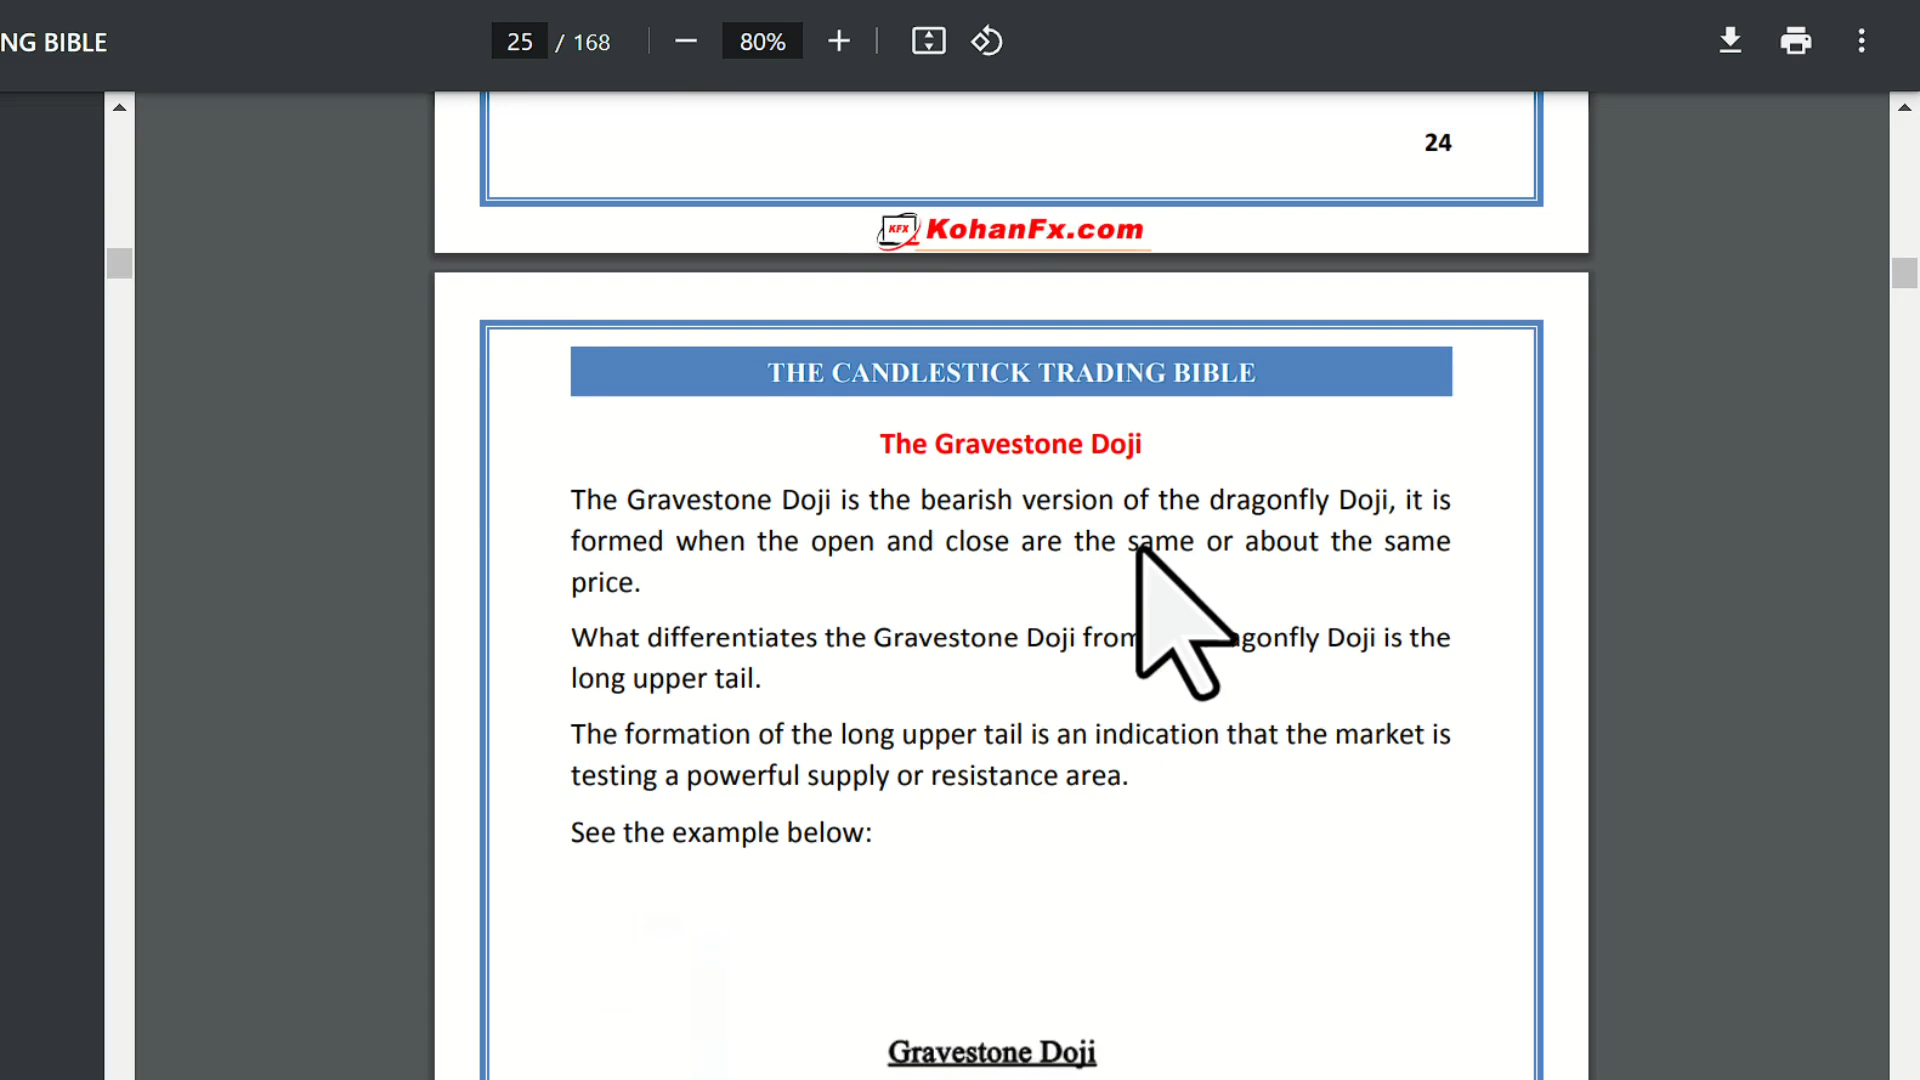 NG BIBLE
25 / 168
80%
24
KFX KohanFx.com
THE CANDLESTICK TRADING BIBLE
The Gravestone Doji
The Gravestone Doji is the bearish version of the dragonfly Doji, it is
formed when the open and close are the same or about the same
price.
What differentiates the Gravestone Doji from gonfly Doji is the
long upper tail.
The formation of the long upper tail is an indication that the market is
testing a powerful supply or resistance area.
See the example below:
Gravestone Doji